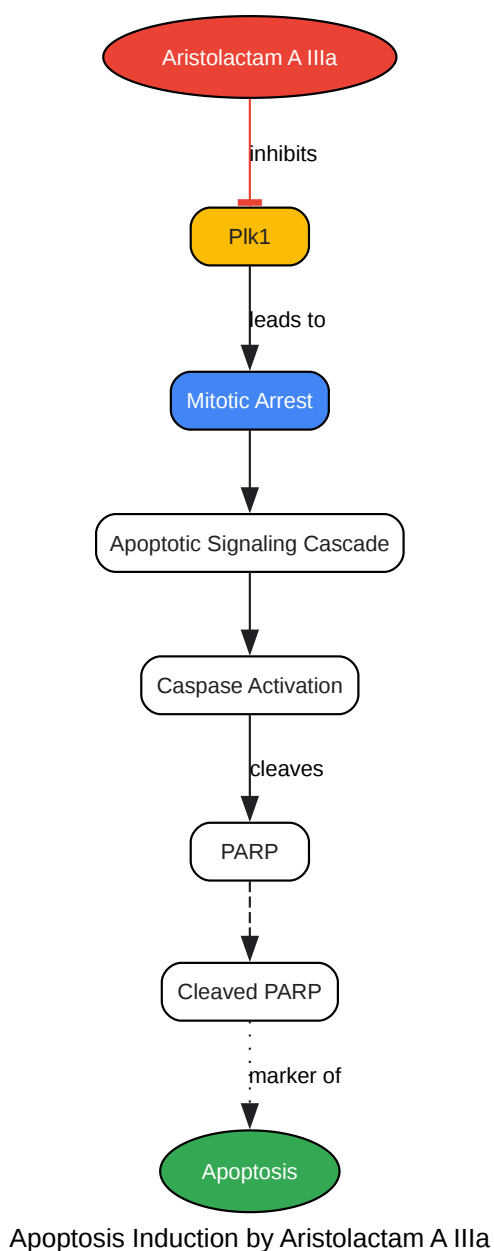 Aristolactam A IIIa
inhibits
Plk1
leads to
Mitotic Arrest
Apoptotic Signaling Cascade
Caspase Activation
cleaves
PARP
Cleaved PARP
marker of
Apoptosis
Apoptosis Induction by Aristolactam A IIIa